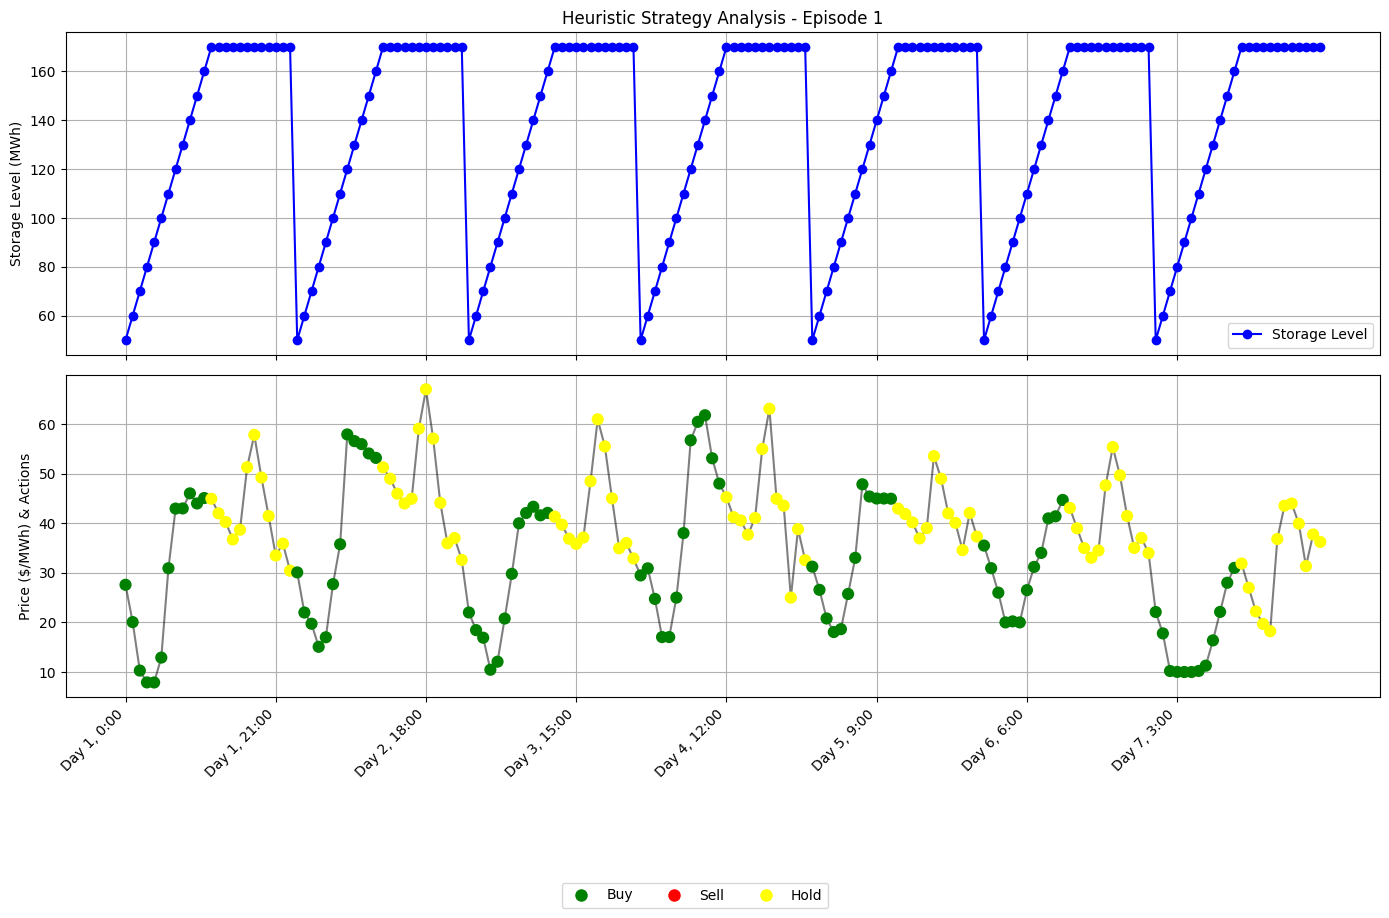 Heuristic Strategy Analysis - Episode 1
Storage Level (MWh)
160
140
120
100
80
60
Storage Level
Price ($/MWh) & Actions
60
50
40
30
20
10
Day 1, 0:00
Day 1, 21:00
Day 2, 18:00
Day 3, 15:00
Day 4, 12:00
Day 5, 9:00
Day 6, 6:00
Day 7, 3:00
Buy Sell Hold